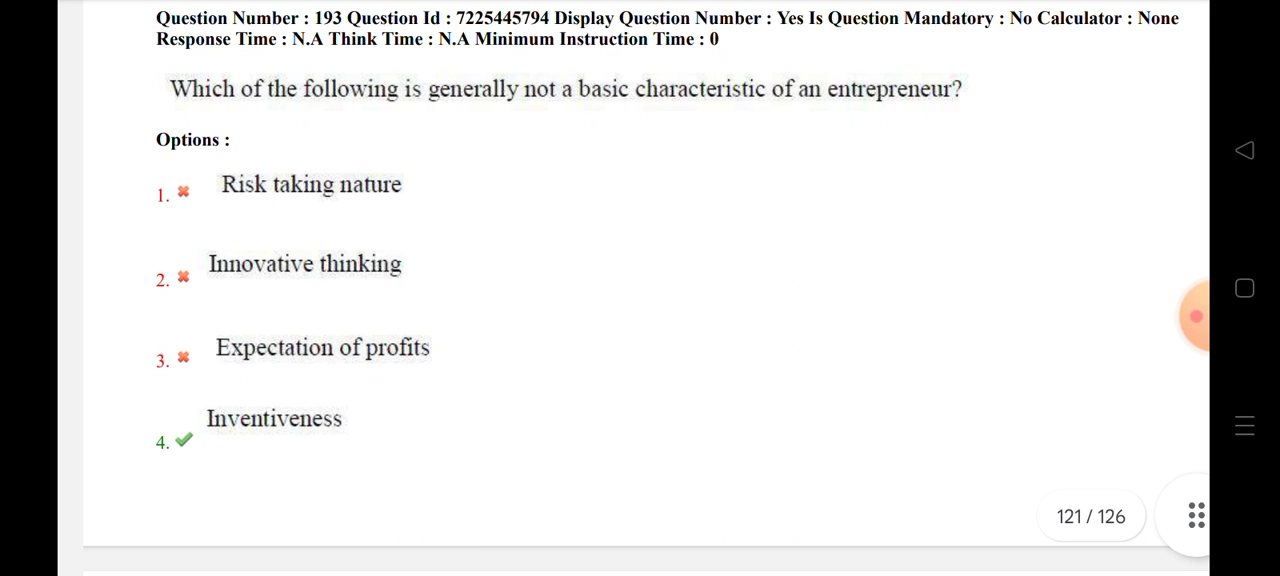 Question Number : 193 Question Id : 7225445794 Display Question Number : Yes Is Question Mandatory : No Calculator : None
Response Time : N.A Think Time : N.A Minimum Instruction Time : 0
Which of the following is generally not a basic characteristic of an entrepreneur?
Options :
1. Risk taking nature
2. Innovative thinking
3. Expectation of profits
4. Inventiveness
121 / 126